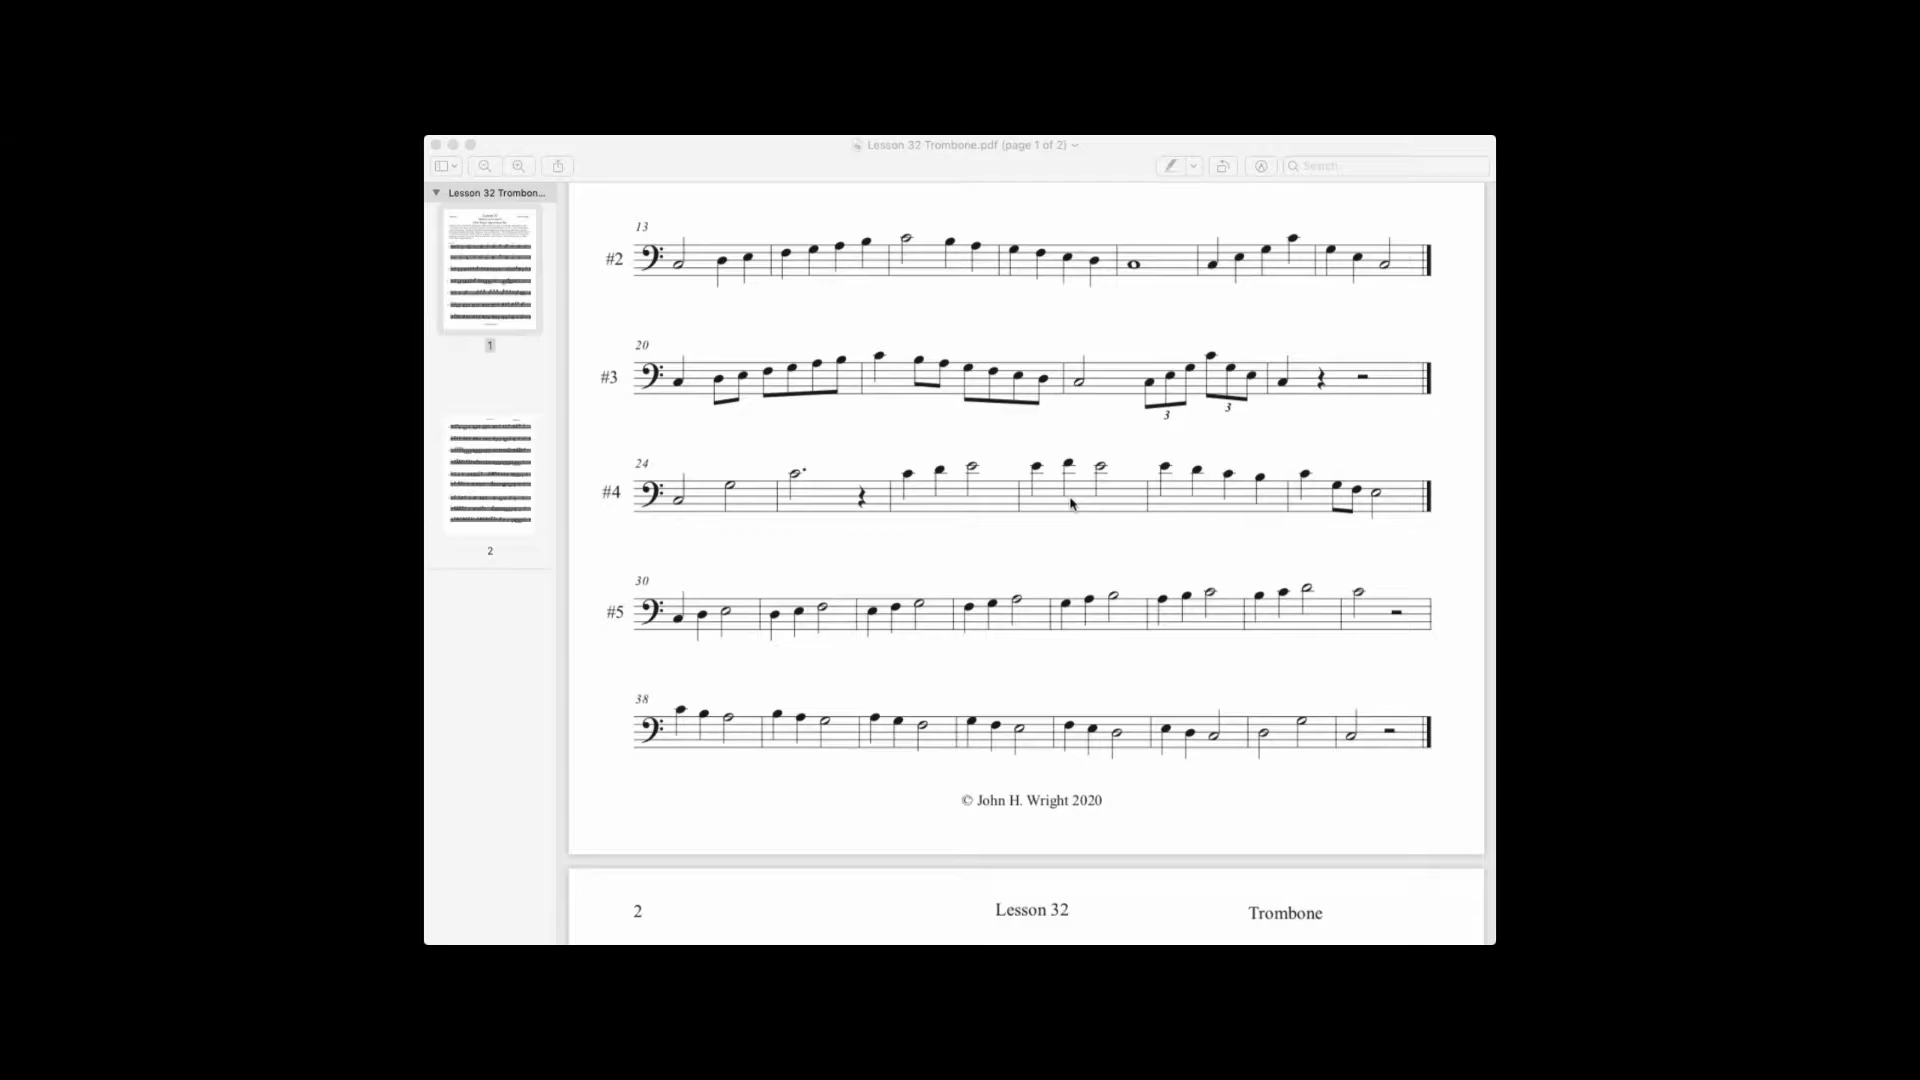 Lesson 32 Trombone.pdf (page 1 of 2)
Search
Lesson 32 Trombon...
1
2
13
#2
20
#3
3
3
24
#4
30
#5
38
© John H. Wright 2020
2
Lesson 32
Trombone